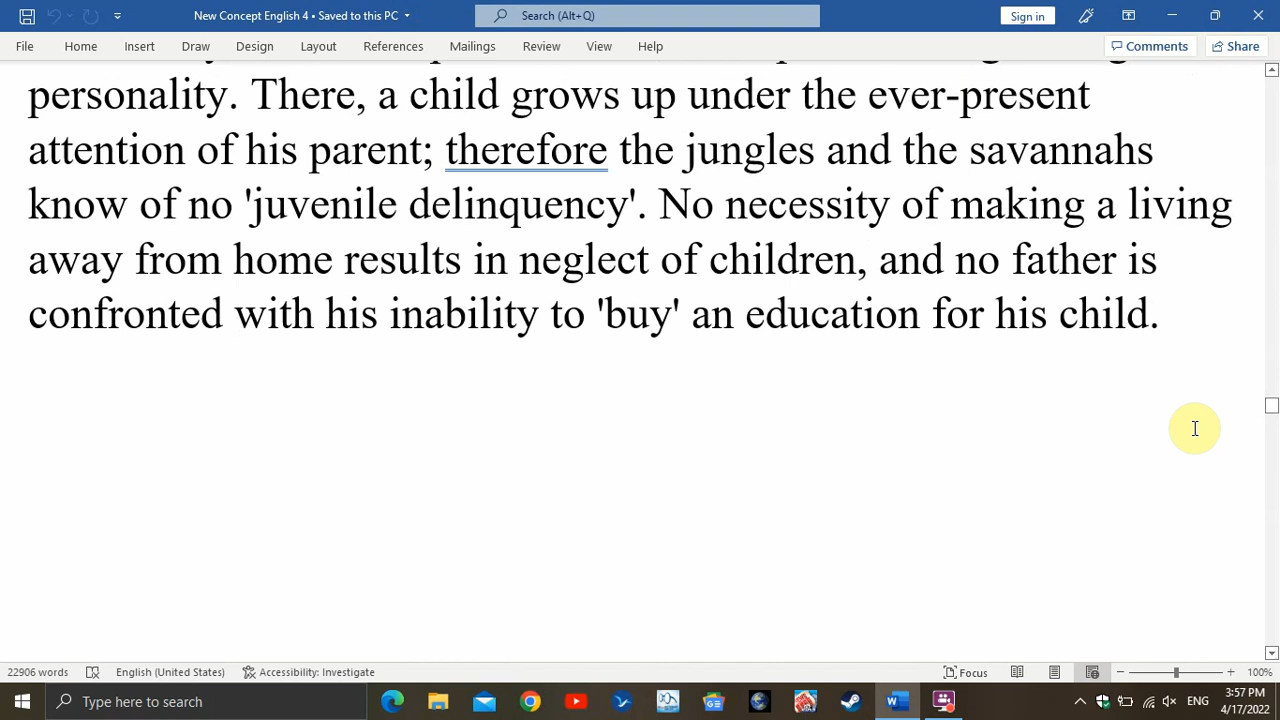 New Concept English 4 • Saved to this PC
Search (Alt+Q)
Sign in
File Home Insert Draw Design Layout References Mailings Review View Help Comments Share
personality. There, a child grows up under the ever-present
attention of his parent; therefore the jungles and the savannahs
know of no 'juvenile delinquency'. No necessity of making a living
away from home results in neglect of children, and no father is
confronted with his inability to 'buy' an education for his child.
22906 words English (United States) Accessibility: Investigate Focus 100%
Type here to search
ENG
3:57 PM
4/17/2022